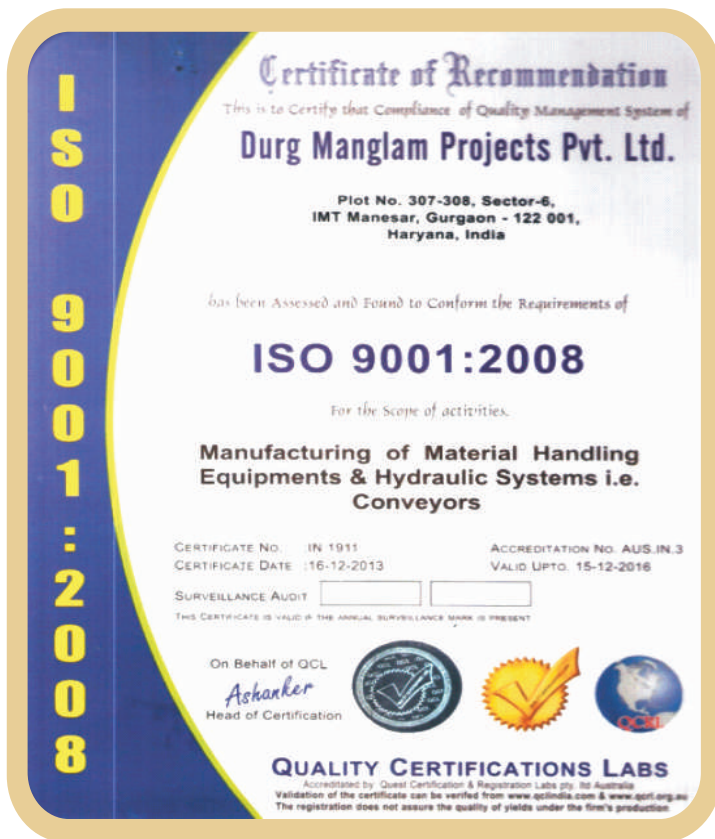 ISO 9001:2008
Certificate of Recommendation
This is to Certify that Compliance of Quality Management System of
Durg Manglam Projects Pvt. Ltd.
Plot No. 307-308, Sector-6,
IMT Manesar, Gurgaon - 122 001,
Haryana, India
has been Assessed and Found to Conform the Requirements of
ISO 9001:2008
For the Scope of activities.
Manufacturing of Material Handling
Equipments & Hydraulic Systems i.e.
Conveyors
CERTIFICATE NO. IN 1911
ACCREDITATION NO. AUS.IN.3
CERTIFICATE DATE :16-12-2013
VALID UPTO. 15-12-2016
SURVEILLANCE AUDIT
THIS CERTIFICATE IS VALID IF THE ANNUAL SURVEILLANCE MARK IS PRESENT
On Behalf of QCL
Ashanker
Head of Certification
QCRL
QUALITY CERTIFICATIONS LABS
Accreditated by: Quest Certification & Registration Labs pty. ltd Australia
Validation of the certificate can be verifed from www.qclindia.com & www.qcrl.org.au
The registration does not assure the quality of yields under the firm's production